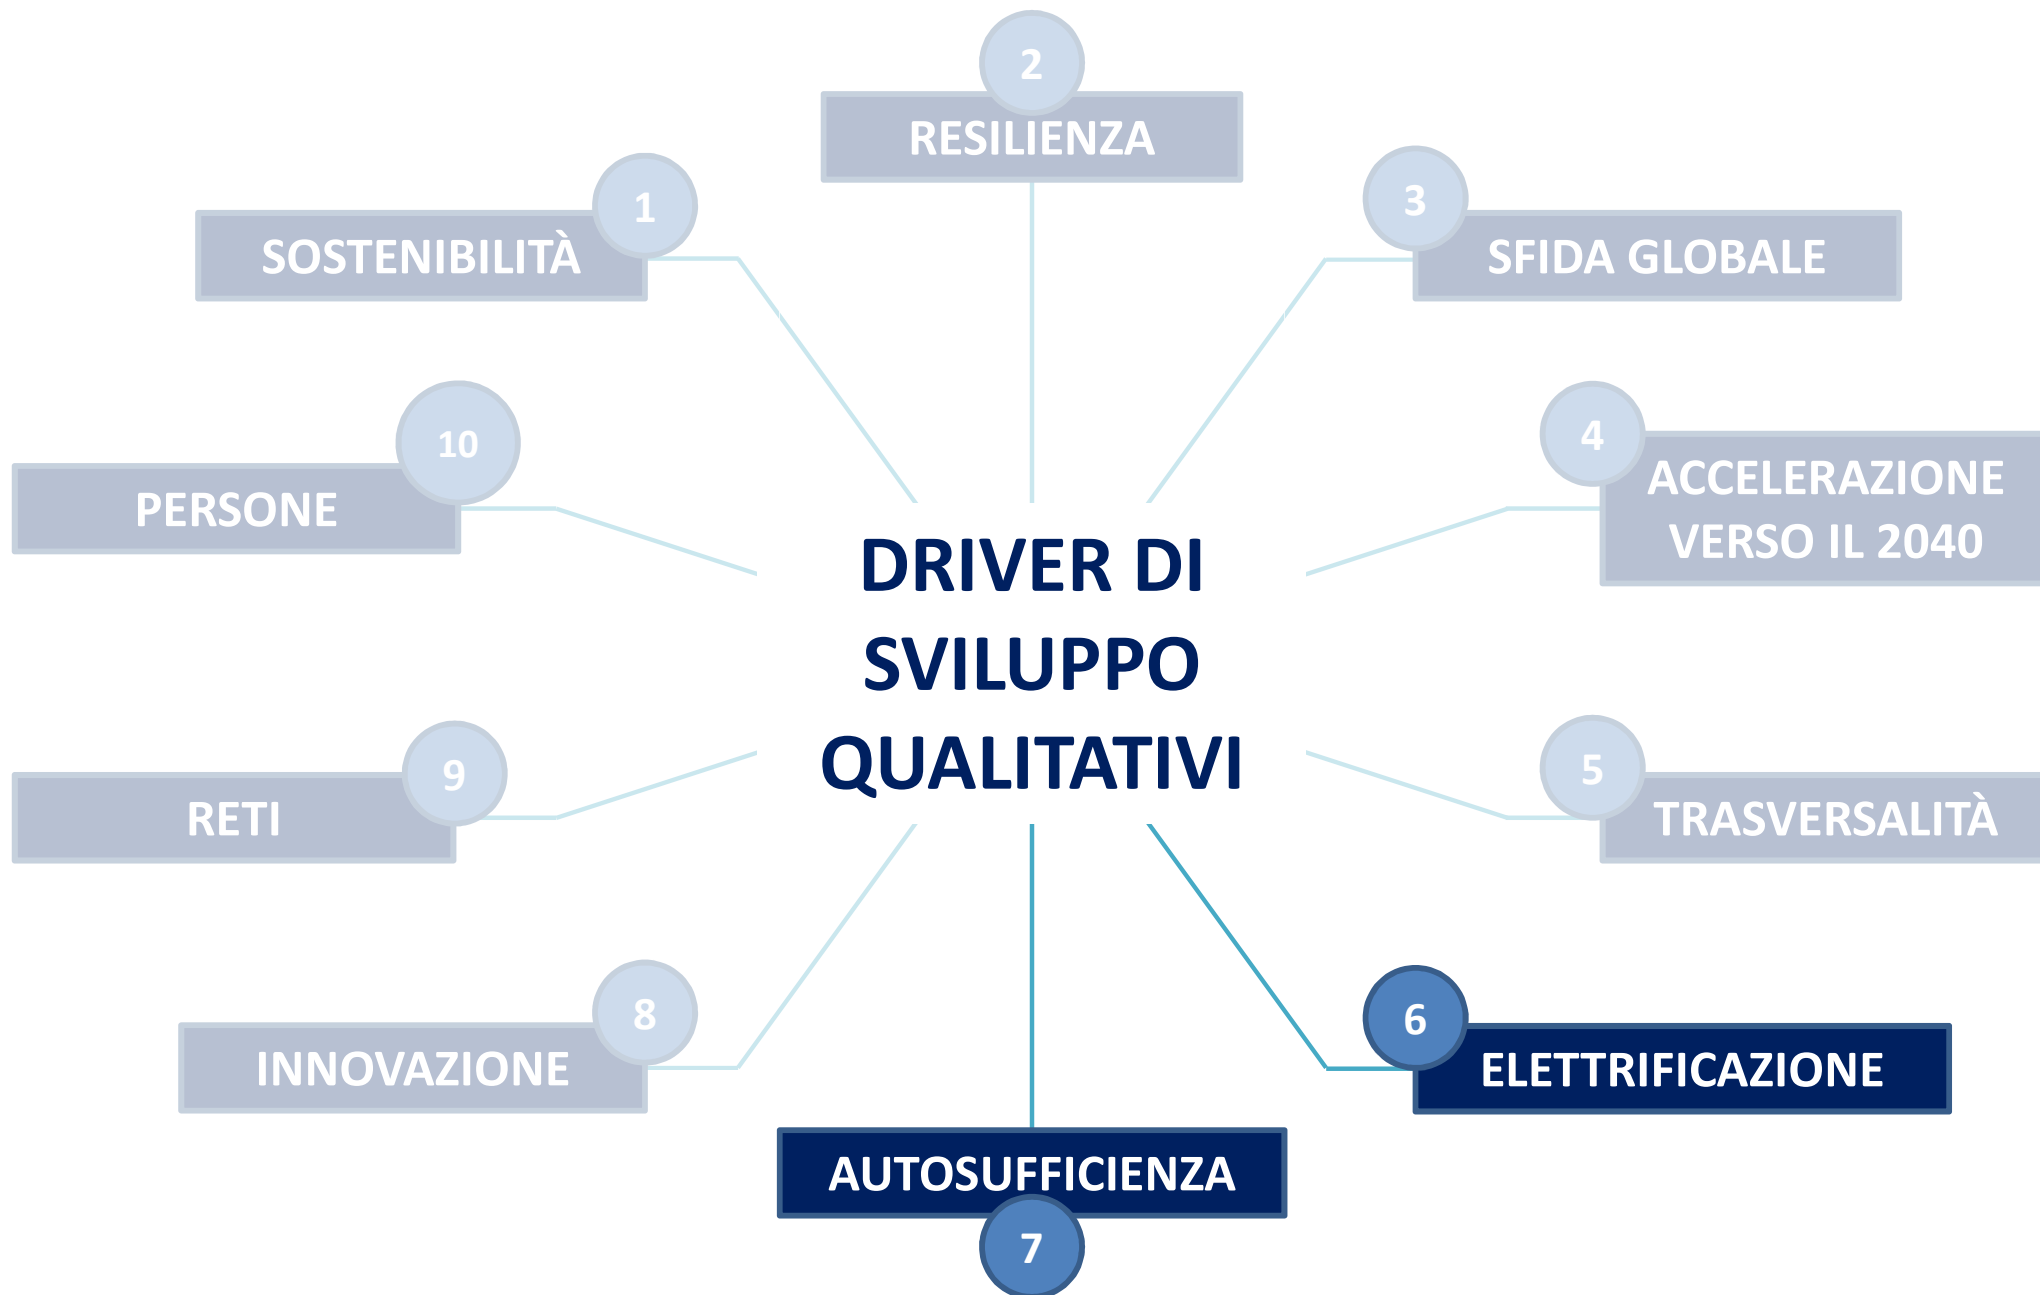 2
RESILIENZA
1
SOSTENIBILITÀ
3
SFIDA GLOBALE
10
PERSONE
4
ACCELERAZIONE
VERSO IL 2040
DRIVER DI
SVILUPPO
QUALITATIVI
9
RETI
5
TRASVERSALITÀ
8
INNOVAZIONE
6
ELETTRIFICAZIONE
AUTOSUFFICIENZA
7